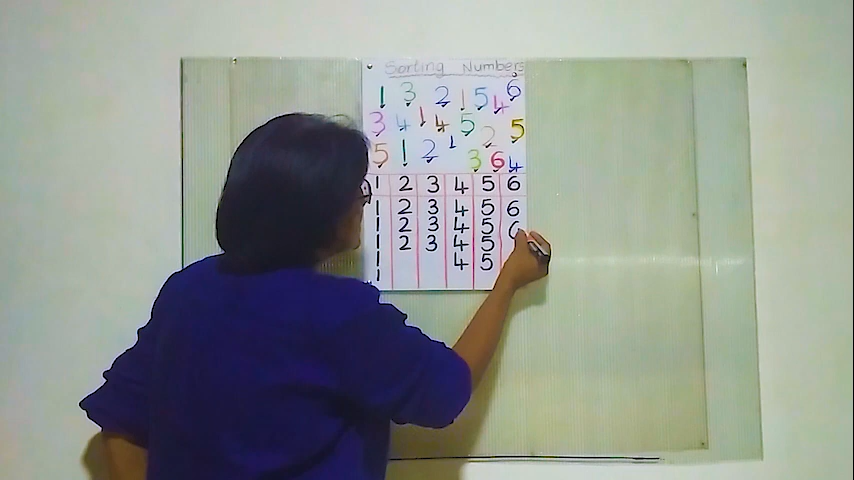 Sorting Numbers
1 3 2 1 5 4 6
3 4 1 4 5 2 5
5 1 2 1 3 6 4
1 2 3 4 5 6
1 2 3 4 5 6
1 2 3 4 5 6
1 2 3 4 5
1 4 5
1